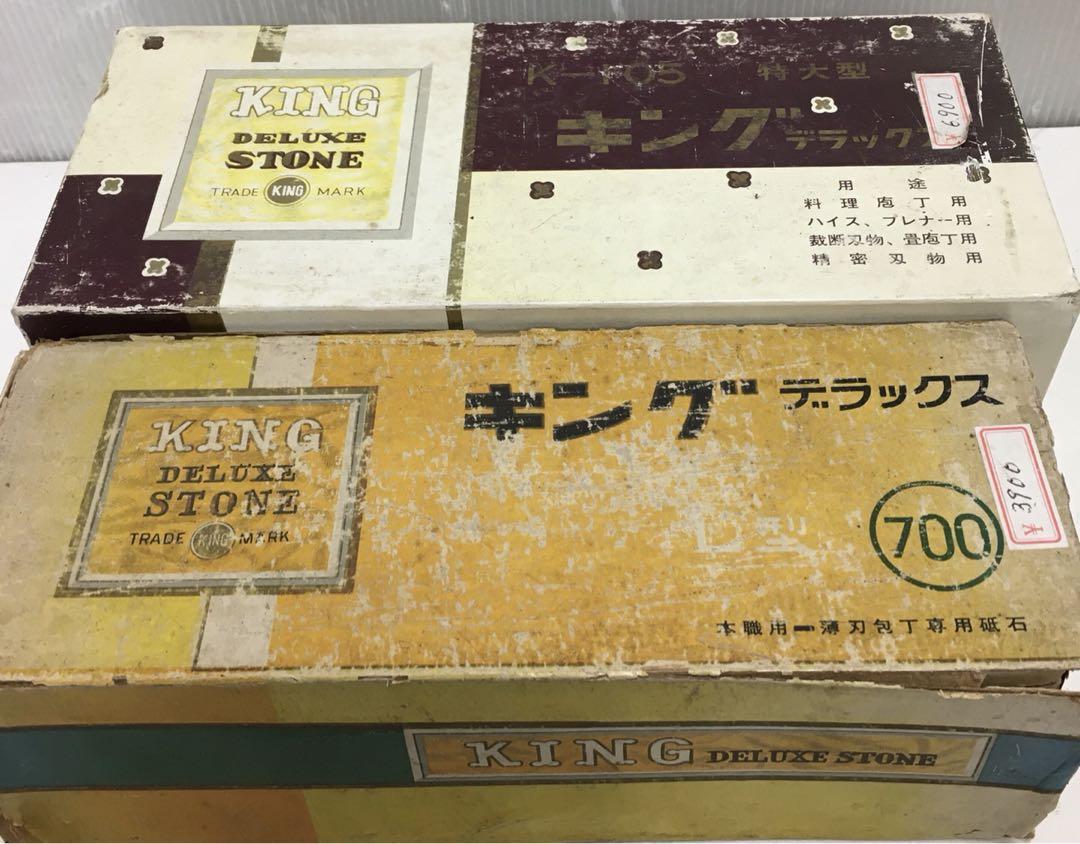 KING
DELUXE
STONE
TRADE KING MARK
K-105 特大型
キング デラックス
¥6900
用途
料理庖丁用
ハイス、プレナー用
裁断刃物、畳庖丁用
精密刃物用
KING
DELUXE
STONE
TRADE KING MARK
キング デラックス
¥3900
700
本職用ー薄刃包丁専用砥石
KING DELUXE STONE